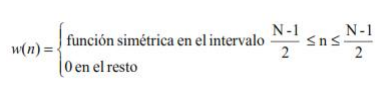 w(n) = { función simétrica en el intervalo (N - 1)/2 ≤ n ≤ (N - 1)/2
0 en el resto